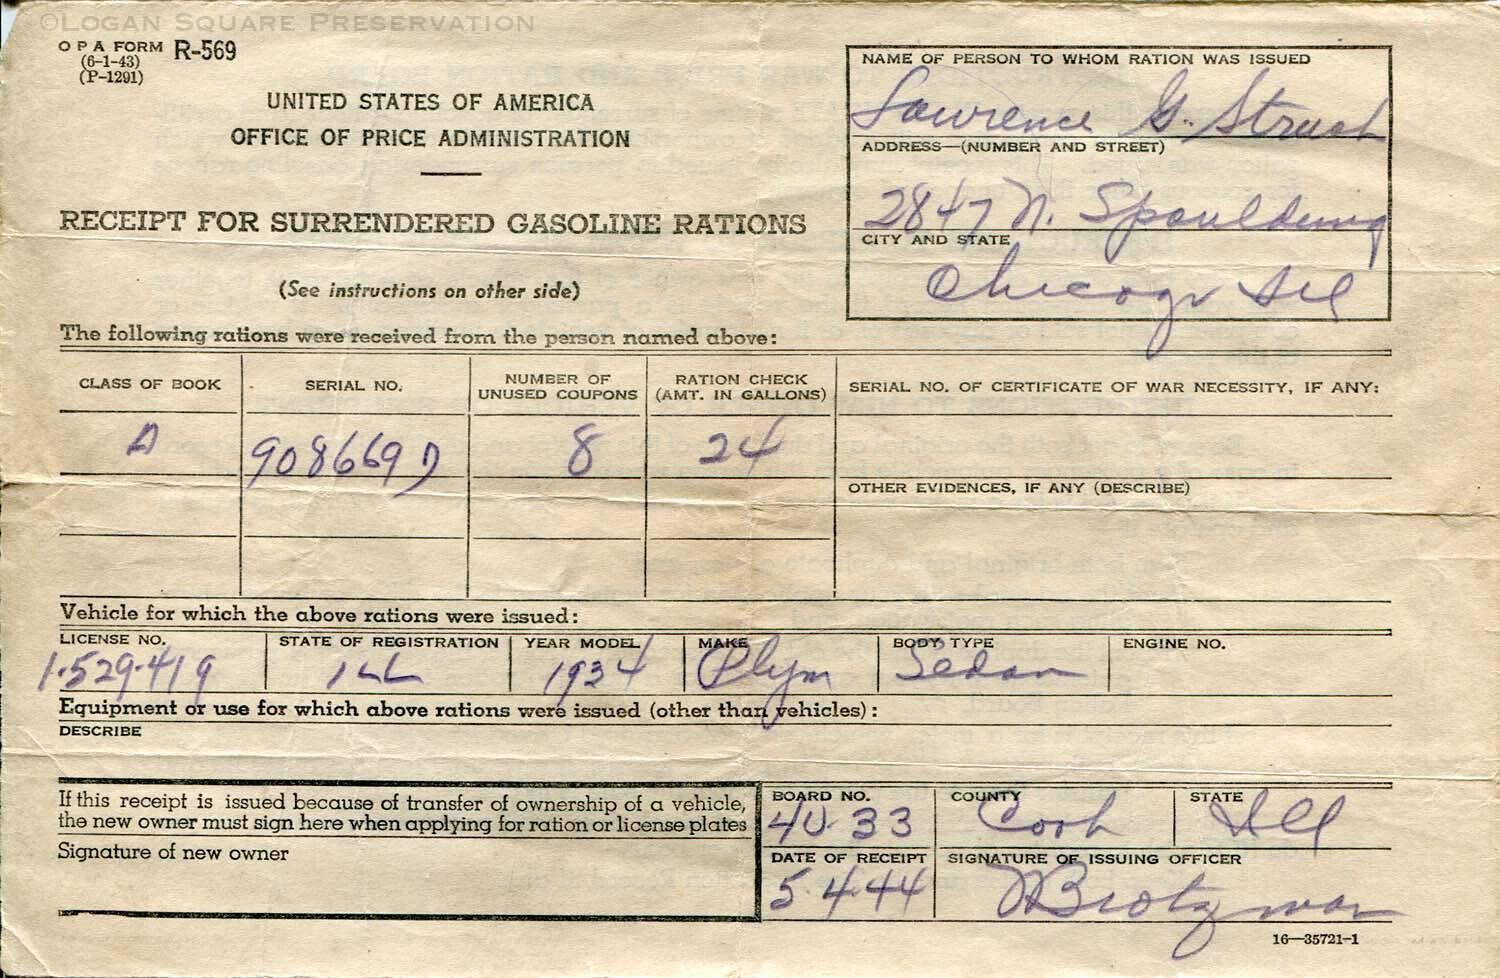 ©LOGAN SQUARE PRESERVATION
O P A FORM R-569
(6-1-43)
(P-1291)
UNITED STATES OF AMERICA
OFFICE OF PRICE ADMINISTRATION
RECEIPT FOR SURRENDERED GASOLINE RATIONS
(See instructions on other side)
NAME OF PERSON TO WHOM RATION WAS ISSUED
Lawrence G. 
ADDRESS—(NUMBER AND STREET)
2847 N. Spaulding
CITY AND STATE
Chicago Ill
The following rations were received from the person named above:
CLASS OF BOOK SERIAL NO. NUMBER OF UNUSED COUPONS RATION CHECK (AMT. IN GALLONS) SERIAL NO. OF CERTIFICATE OF WAR NECESSITY, IF ANY:
A 908669D 8 24
OTHER EVIDENCES, IF ANY (DESCRIBE)
Vehicle for which the above rations were issued:
LICENSE NO. STATE OF REGISTRATION YEAR MODEL MAKE BODY TYPE ENGINE NO.
1-529-419 ILL 1934 Plym Sedan
Equipment or use for which above rations were issued (other than vehicles):
DESCRIBE
If this receipt is issued because of transfer of ownership of a vehicle,
the new owner must sign here when applying for ration or license plates
Signature of new owner
BOARD NO. COUNTY STATE
40-33 Cook Ill
DATE OF RECEIPT SIGNATURE OF ISSUING OFFICER
5-4-44
16—35721-1